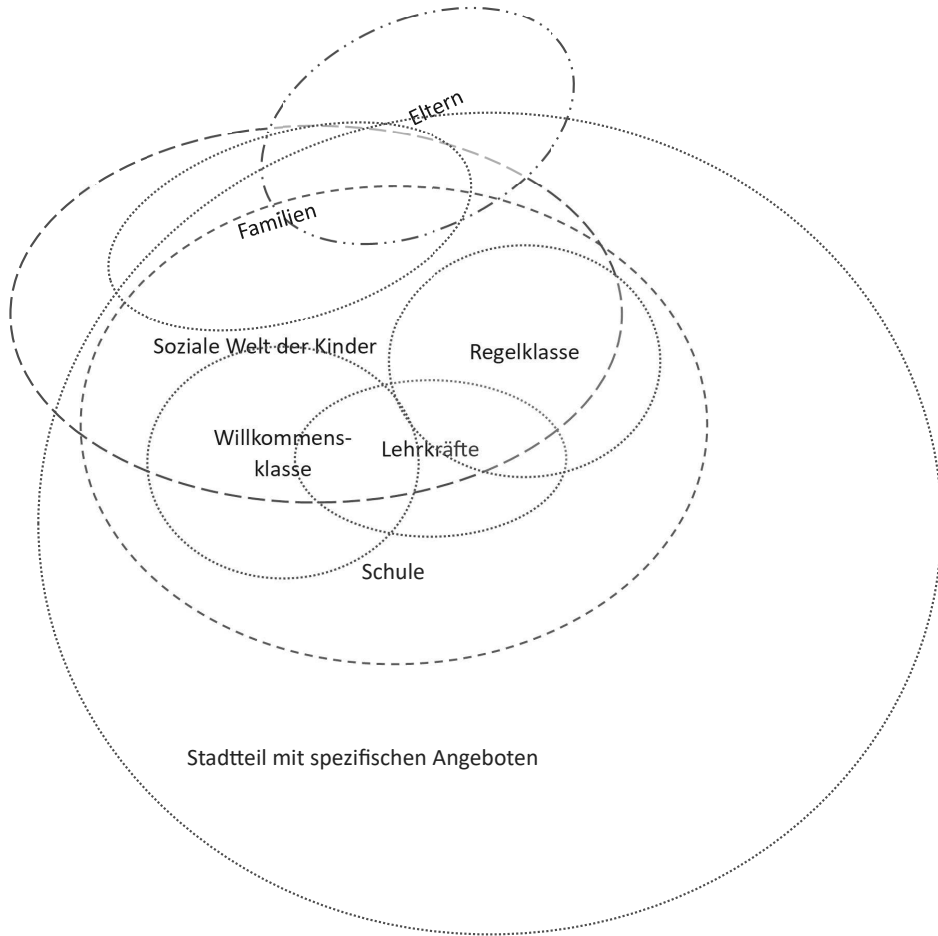 Eltern
Familien
Soziale Welt der Kinder
Regelklasse
Willkommens-
klasse
Lehrkräfte
Schule
Stadtteil mit spezifischen Angeboten